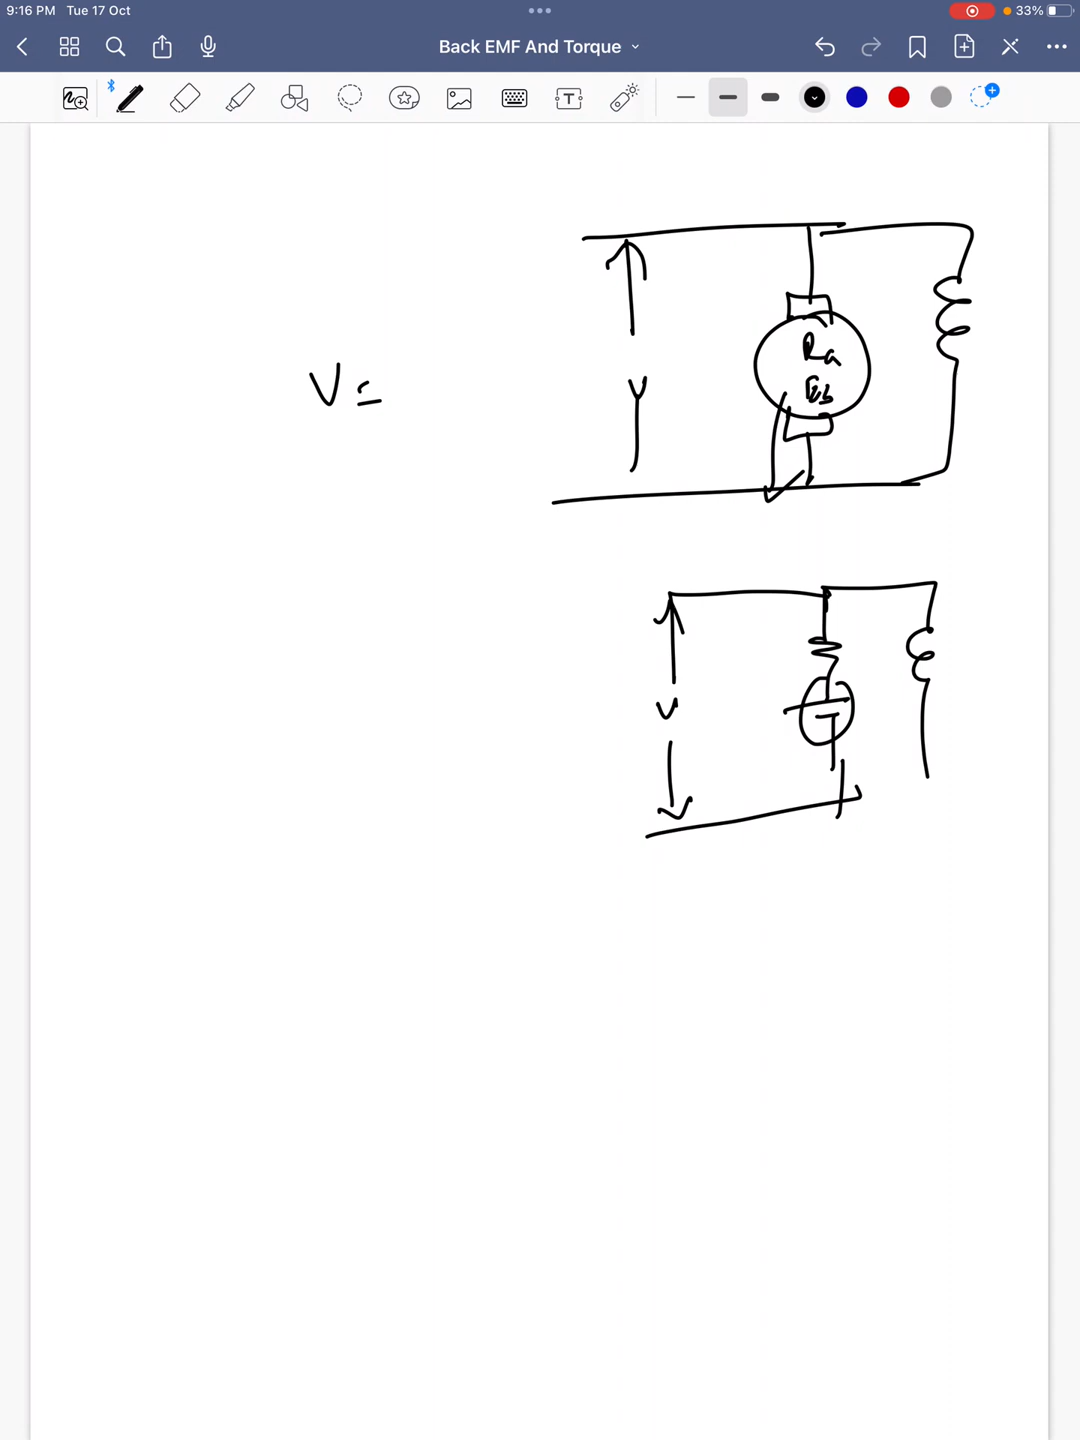 9:16 PM Tue 17 Oct
33%
Back EMF And Torque
T
V =
V
Ra
Eb
V